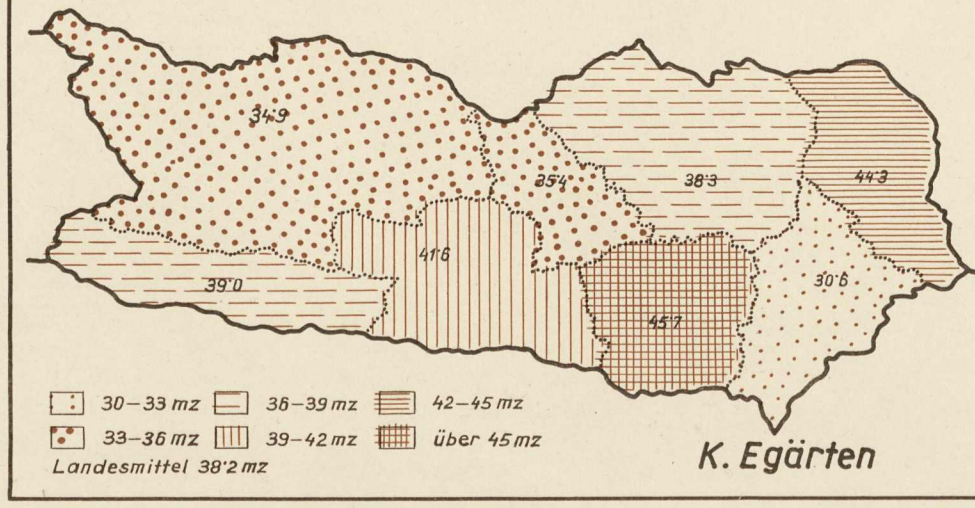 34·9
35·4
38·3
44·3
41·6
39·0
30·6
45·7
30–33 mz
36–39 mz
42–45 mz
33–36 mz
39–42 mz
über 45 mz
Landesmittel 38·2 mz
K. Egärten